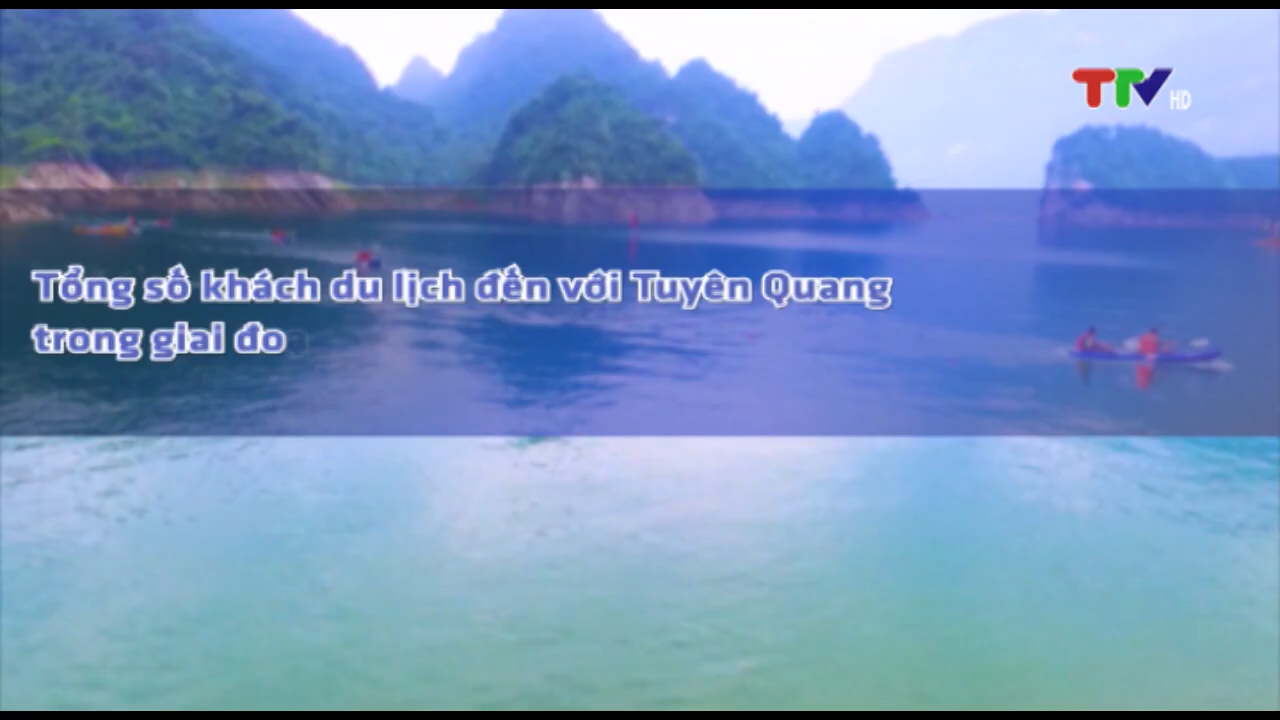 TTV HD
Tổng số khách du lịch đến với Tuyên Quang
trong giai đo